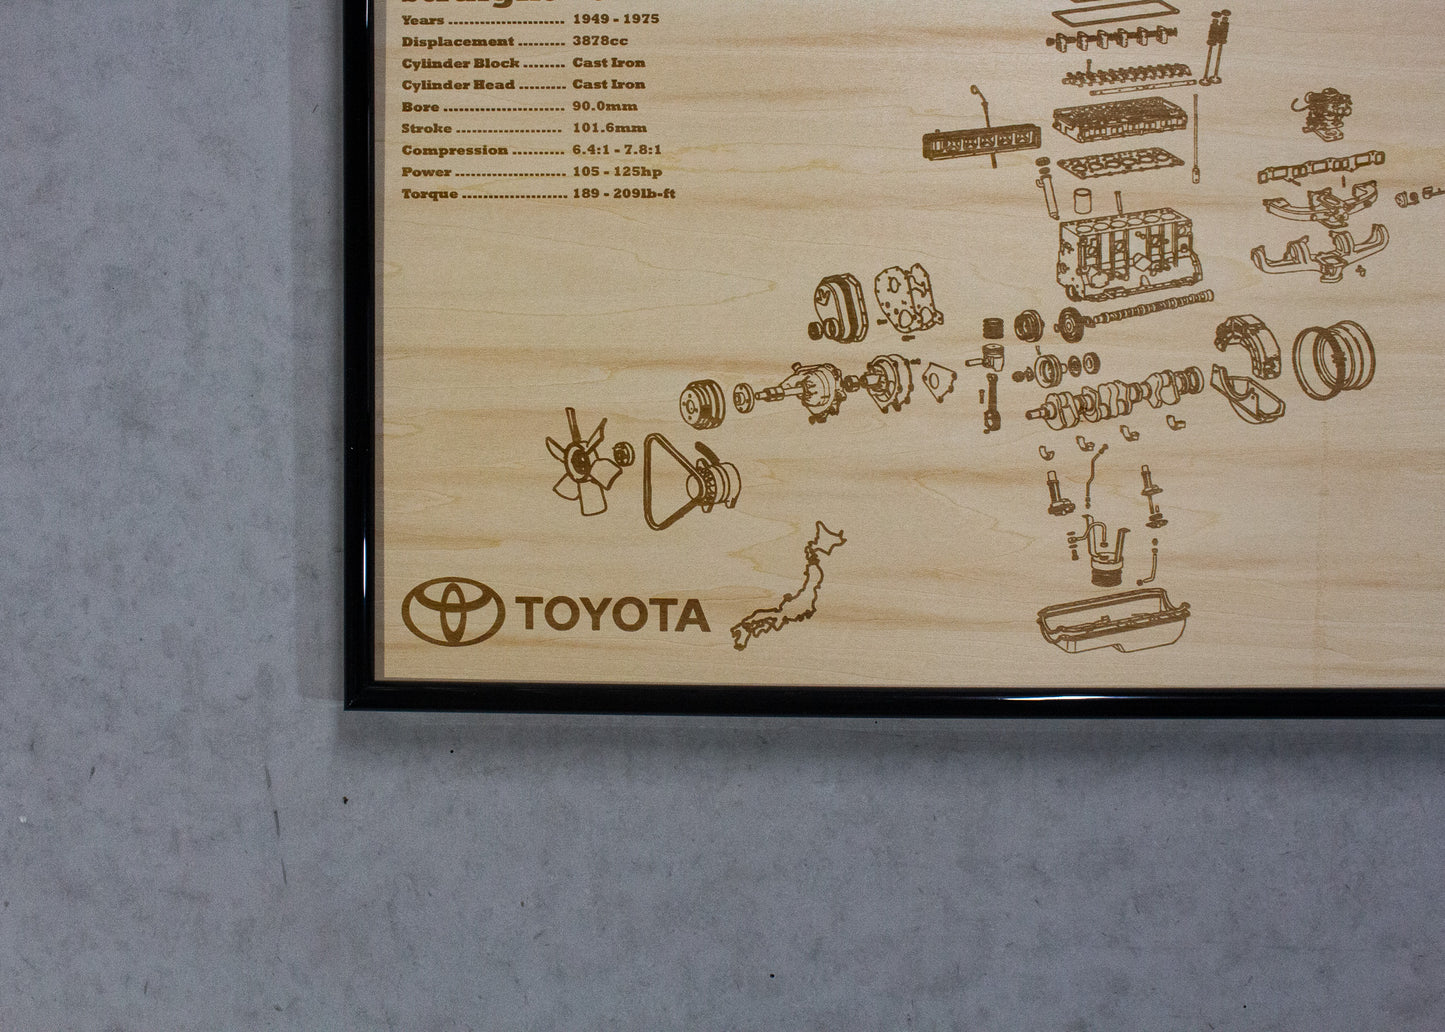 Years ........................... 1949 - 1975
Displacement .......... 3878cc
Cylinder Block ........ Cast Iron
Cylinder Head ......... Cast Iron
Bore ............................ 90.0mm
Stroke ........................ 101.6mm
Compression ........... 6.4:1 - 7.8:1
Power ......................... 105 - 125hp
Torque ....................... 189 - 209lb-ft
TOYOTA